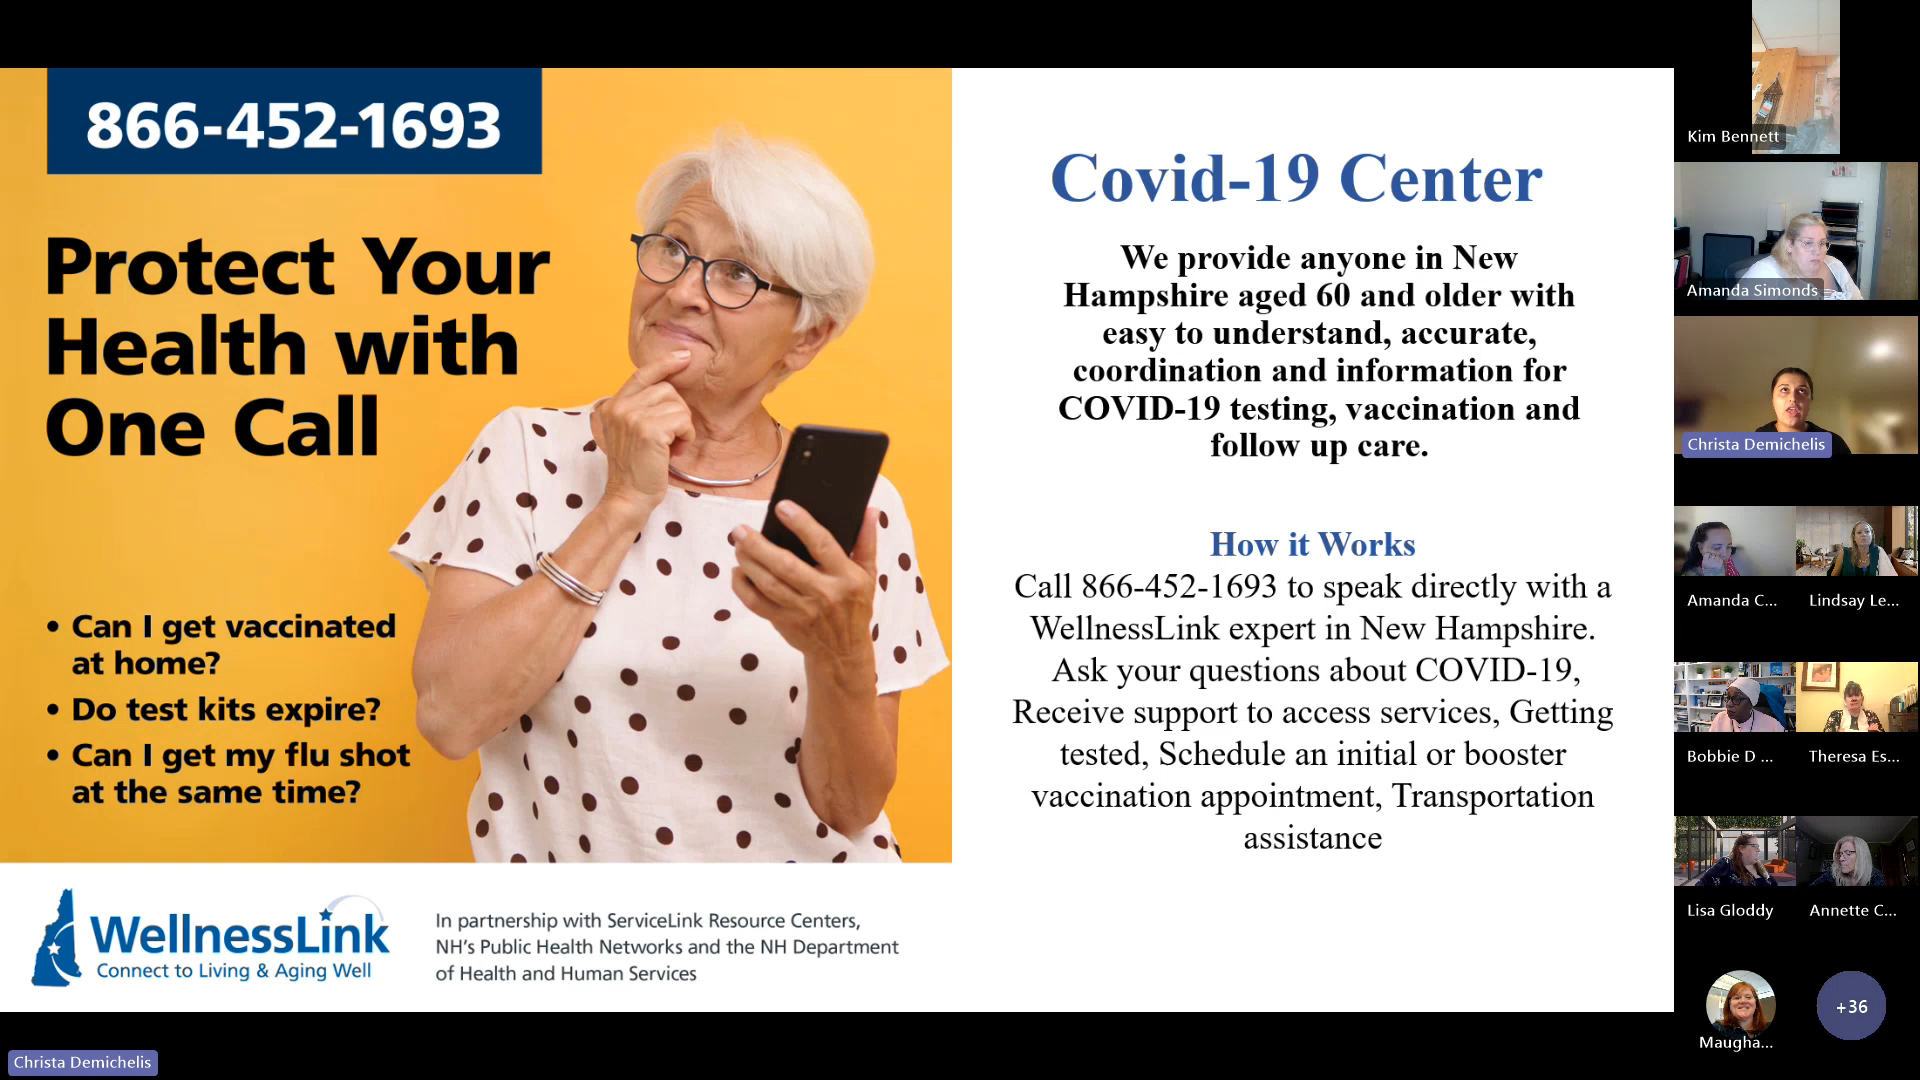 866-452-1693
Protect Your
Health with
One Call
• Can I get vaccinated
at home?
• Do test kits expire?
• Can I get my flu shot
at the same time?
WellnessLink
Connect to Living & Aging Well
In partnership with ServiceLink Resource Centers,
NH's Public Health Networks and the NH Department
of Health and Human Services
Covid-19 Center
We provide anyone in New
Hampshire aged 60 and older with
easy to understand, accurate,
coordination and information for
COVID-19 testing, vaccination and
follow up care.
How it Works
Call 866-452-1693 to speak directly with a
WellnessLink expert in New Hampshire.
Ask your questions about COVID-19,
Receive support to access services, Getting
tested, Schedule an initial or booster
vaccination appointment, Transportation
assistance
Kim Bennett
Amanda Simonds
Christa Demichelis
Amanda C...
Lindsay Le...
Bobbie D ...
Theresa Es...
Lisa Gloddy
Annette C...
Maugha...
+36
Christa Demichelis